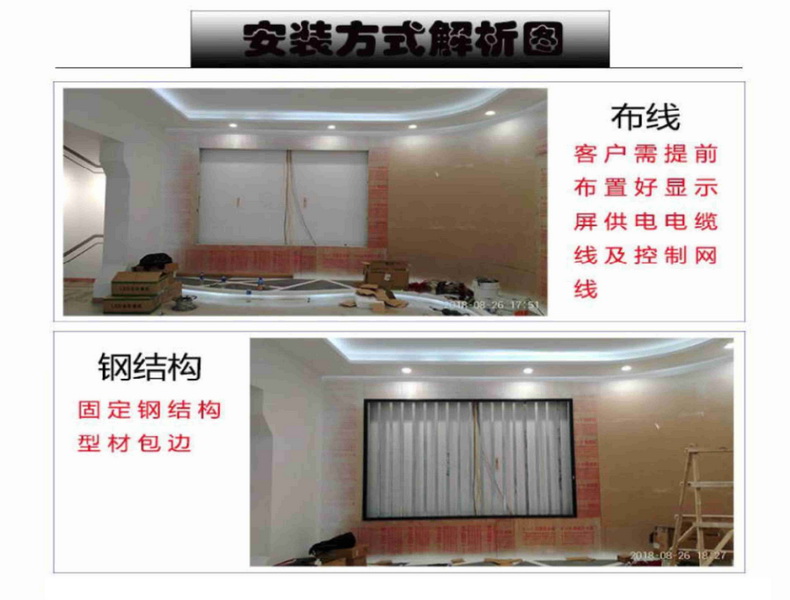 安装方式解析图
布线
客户需提前
布置好显示
屏供电电缆
线及控制网
线
2018-08-26 17:51
钢结构
固定钢结构
型材包边
2018-08-26 18:27